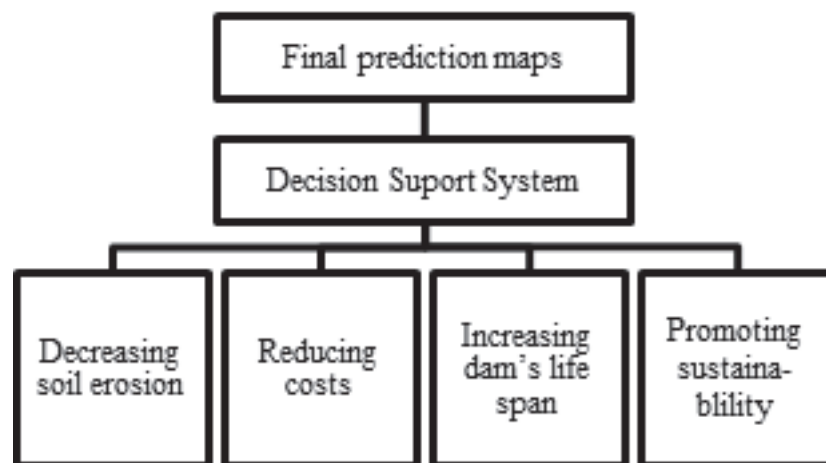 Final prediction maps
Decision Suport System
Decreasing
soil erosion
Reducing
costs
Increasing
dam's life
span
Promoting
sustaina-
blility